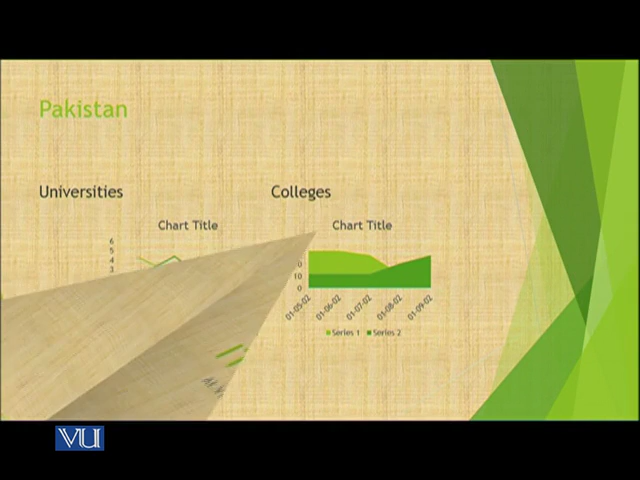 Pakistan
Universities
Colleges
Chart Title
Chart Title
6
5
4
3
10
0
01-05-02
01-06-02
01-07-02
01-08-02
01-09-02
Series 1
Series 2
VU